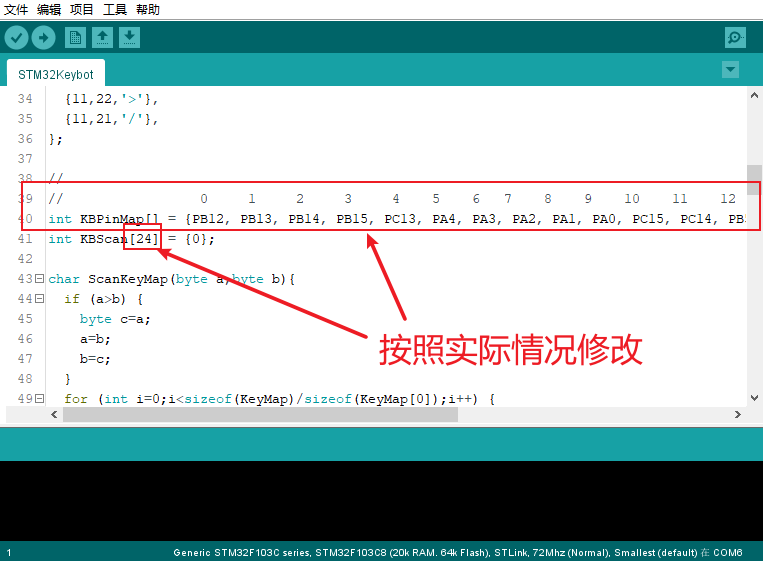 文件 编辑 项目 工具 帮助
STM32Keybot
34 {11,22,'>'},
35 {11,21,'/'},
36 };
37
38 //
39 // 0 1 2 3 4 5 6 7 8 9 10 11 12
40 int KBPinMap[] = {PB12, PB13, PB14, PB15, PC13, PA4, PA3, PA2, PA1, PA0, PC15, PC14,
41 int KBScan[24] = {0};
42
43 char ScanKeyMap(byte a,byte b){
44 if (a>b) {
45 byte c=a;
46 a=b;
47 b=c;
48 }
49 for (int i=0;i<sizeof(KeyMap)/sizeof(KeyMap[0]);i++) {
按照实际情况修改
1 Generic STM32F103C series, STM32F103C8 (20k RAM. 64k Flash), STLink, 72Mhz (Normal), Smallest (default) 在 COM6